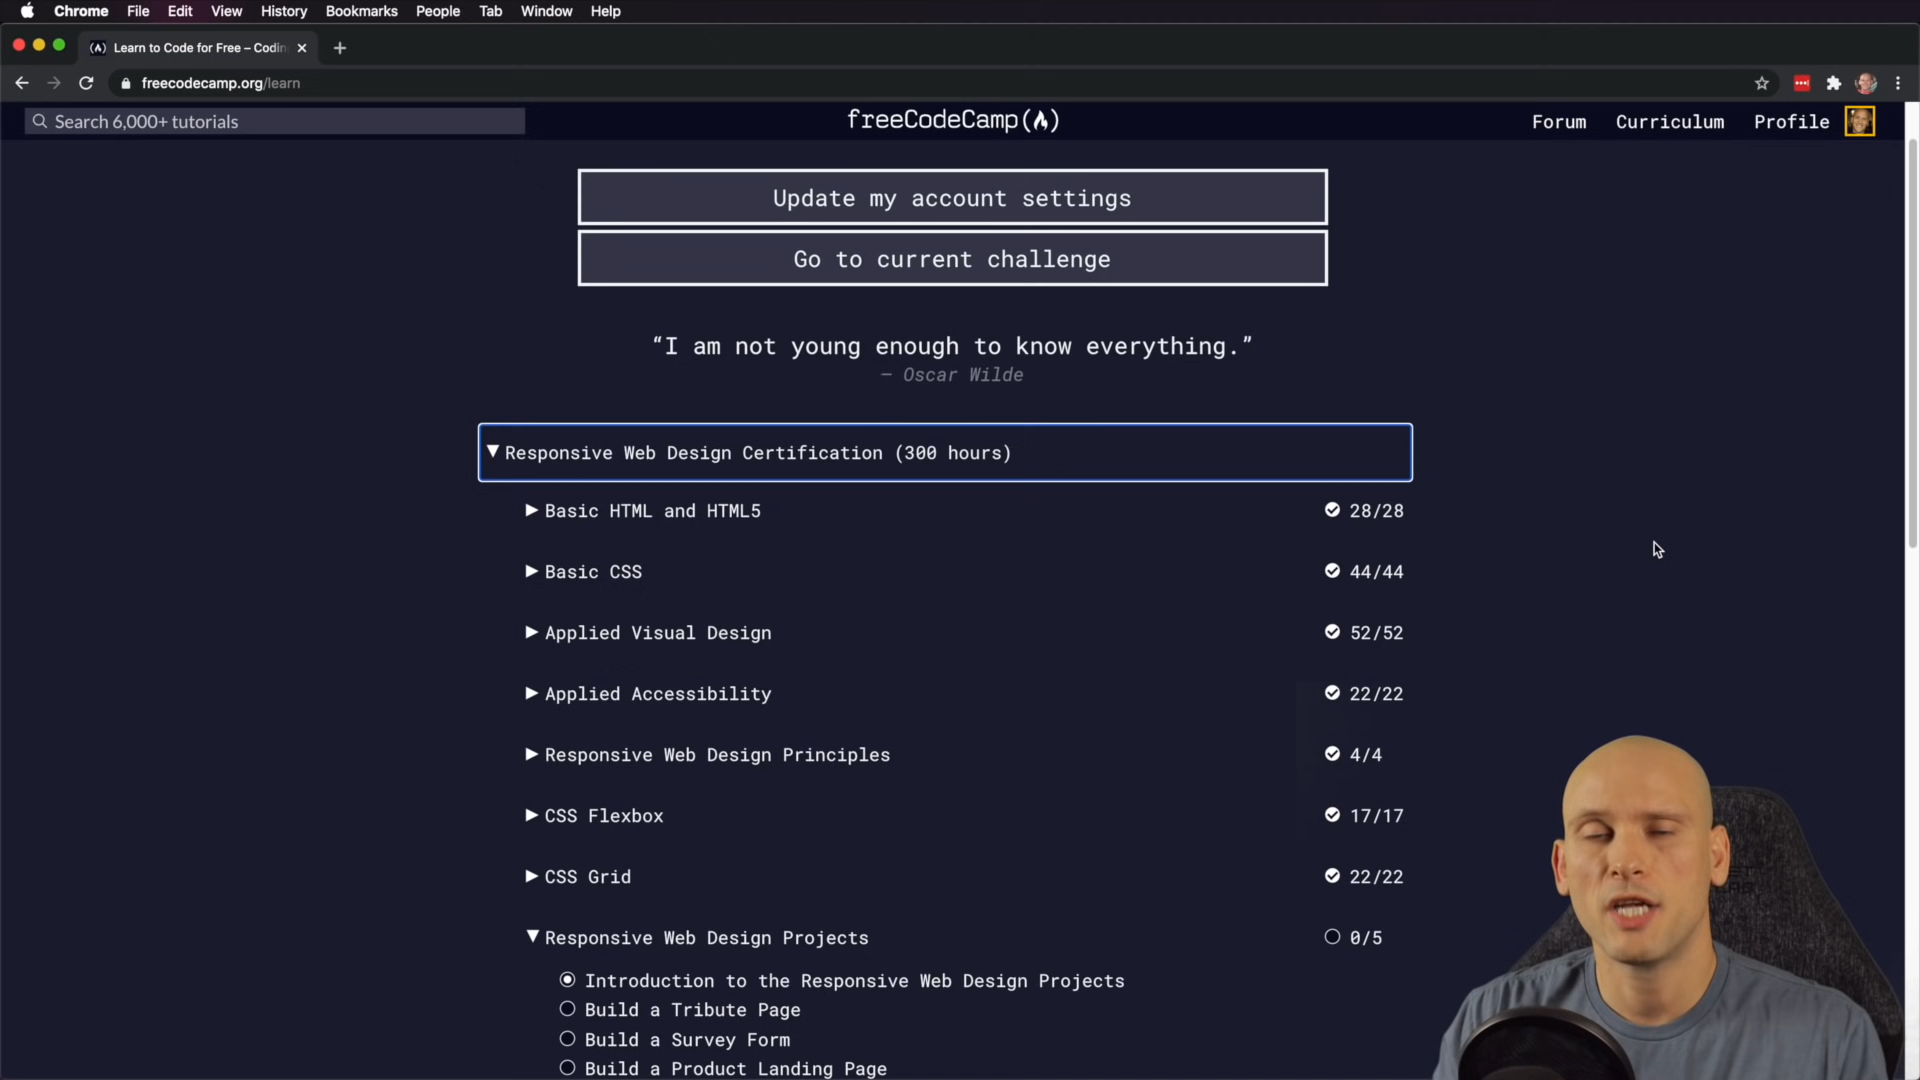 Chrome File Edit View History Bookmarks People Tab Window Help
Learn to Code for Free – Codin
freecodecamp.org/learn
Search 6,000+ tutorials
freeCodeCamp
Forum Curriculum Profile
Update my account settings
Go to current challenge
“I am not young enough to know everything.”
— Oscar Wilde
Responsive Web Design Certification (300 hours)
Basic HTML and HTML5 28/28
Basic CSS 44/44
Applied Visual Design 52/52
Applied Accessibility 22/22
Responsive Web Design Principles 4/4
CSS Flexbox 17/17
CSS Grid 22/22
Responsive Web Design Projects 0/5
Introduction to the Responsive Web Design Projects
Build a Tribute Page
Build a Survey Form
Build a Product Landing Page